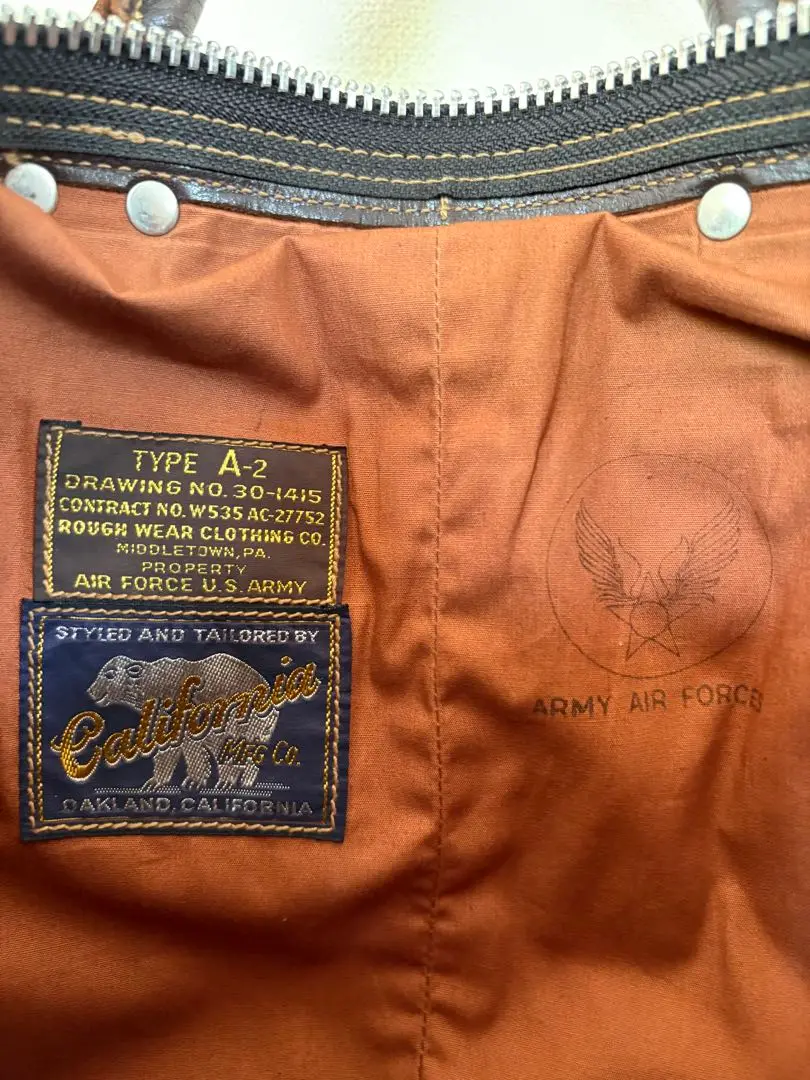 TYPE A-2
DRAWING NO. 30-1415
CONTRACT NO. W535 AC-27752
ROUGH WEAR CLOTHING CO.
MIDDLETOWN, PA.
PROPERTY
AIR FORCE U.S. ARMY
STYLED AND TAILORED BY
California
MFG Co.
OAKLAND, CALIFORNIA
ARMY AIR FORCES